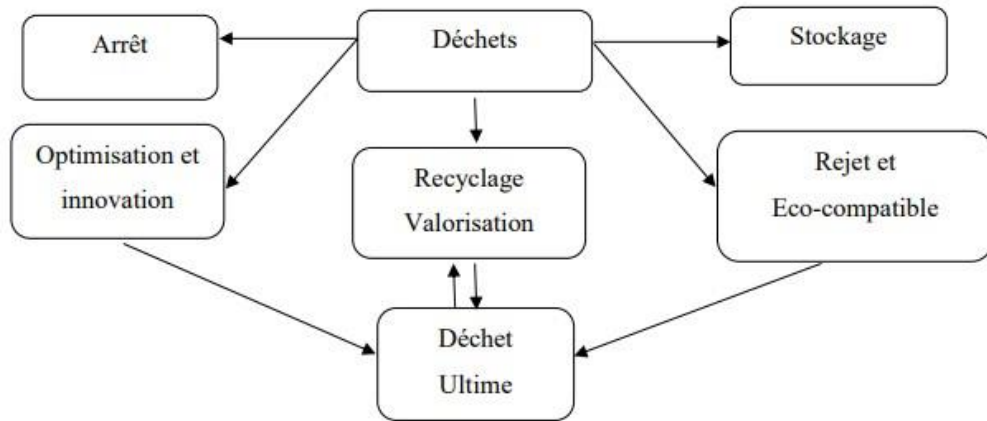 Arrêt
Déchets
Stockage
Optimisation et
innovation
Recyclage
Valorisation
Rejet et
Eco-compatible
Déchet
Ultime